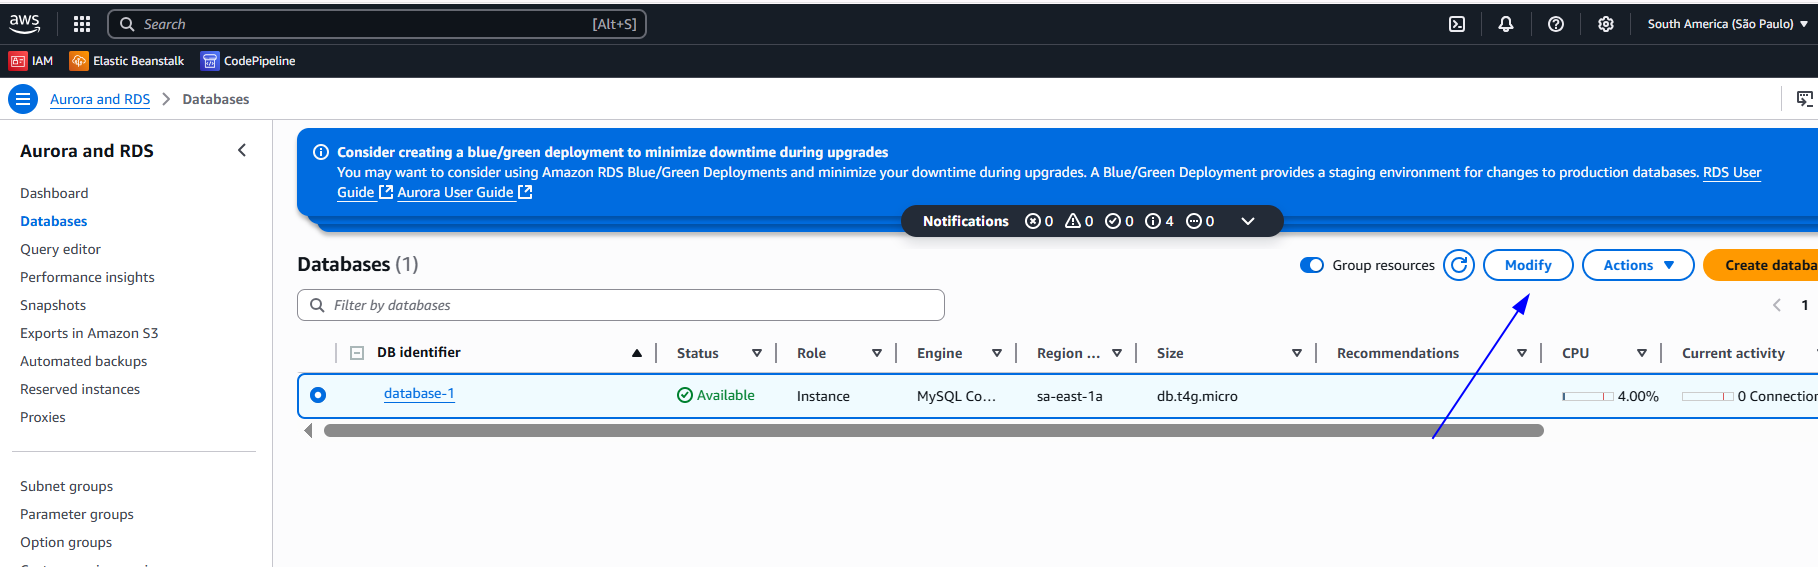 aws
Search [Alt+S] South America (São Paulo)
IAM Elastic Beanstalk CodePipeline
Aurora and RDS Databases
Aurora and RDS
Dashboard
Databases
Query editor
Performance insights
Snapshots
Exports in Amazon S3
Automated backups
Reserved instances
Proxies
Subnet groups
Parameter groups
Option groups
Consider creating a blue/green deployment to minimize downtime during upgrades
You may want to consider using Amazon RDS Blue/Green Deployments and minimize your downtime during upgrades. A Blue/Green Deployment provides a staging environment for changes to production databases. RDS User
Guide Aurora User Guide
Notifications 0 0 0 4 0
Databases (1) Group resources Modify Actions Create databa
Filter by databases 1
DB identifier Status Role Engine Region ... Size Recommendations CPU Current activity
database-1 Available Instance MySQL Co... sa-east-1a db.t4g.micro 4.00% 0 Connection